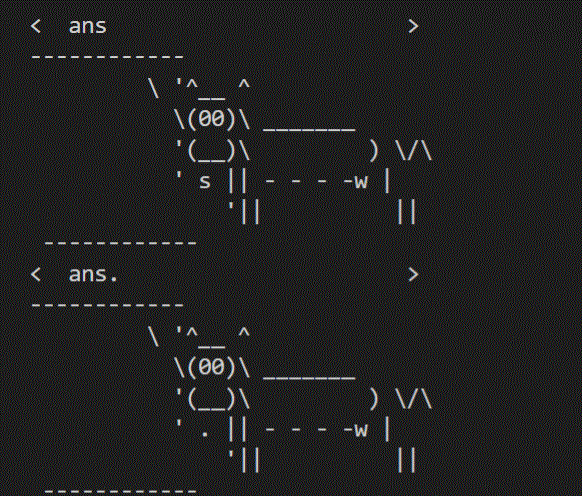 <  ans                        >
------------
         \ '^__ ^
           \(00)\ _______
           '(__)\         ) \/\
           ' s || - - - -w |
               '||          ||
 ------------
<  ans.                       >
------------
         \ '^__ ^
           \(00)\ _______
           '(__)\         ) \/\
           ' . || - - - -w |
               '||          ||
 ------------